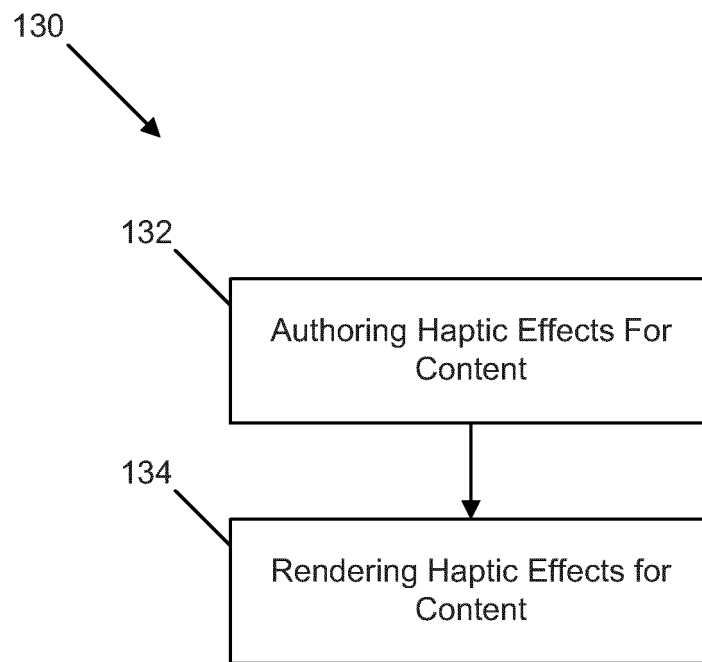 130
132
Authoring Haptic Effects For
Content
134
Rendering Haptic Effects for
Content